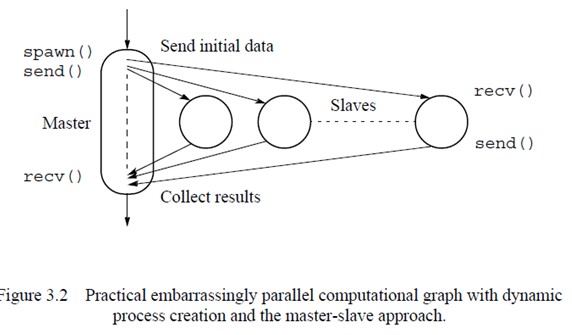 spawn()
send()
Send initial data
recv()
Slaves
Master
send()
recv()
Collect results
Figure 3.2 Practical embarrassingly parallel computational graph with dynamic
process creation and the master-slave approach.